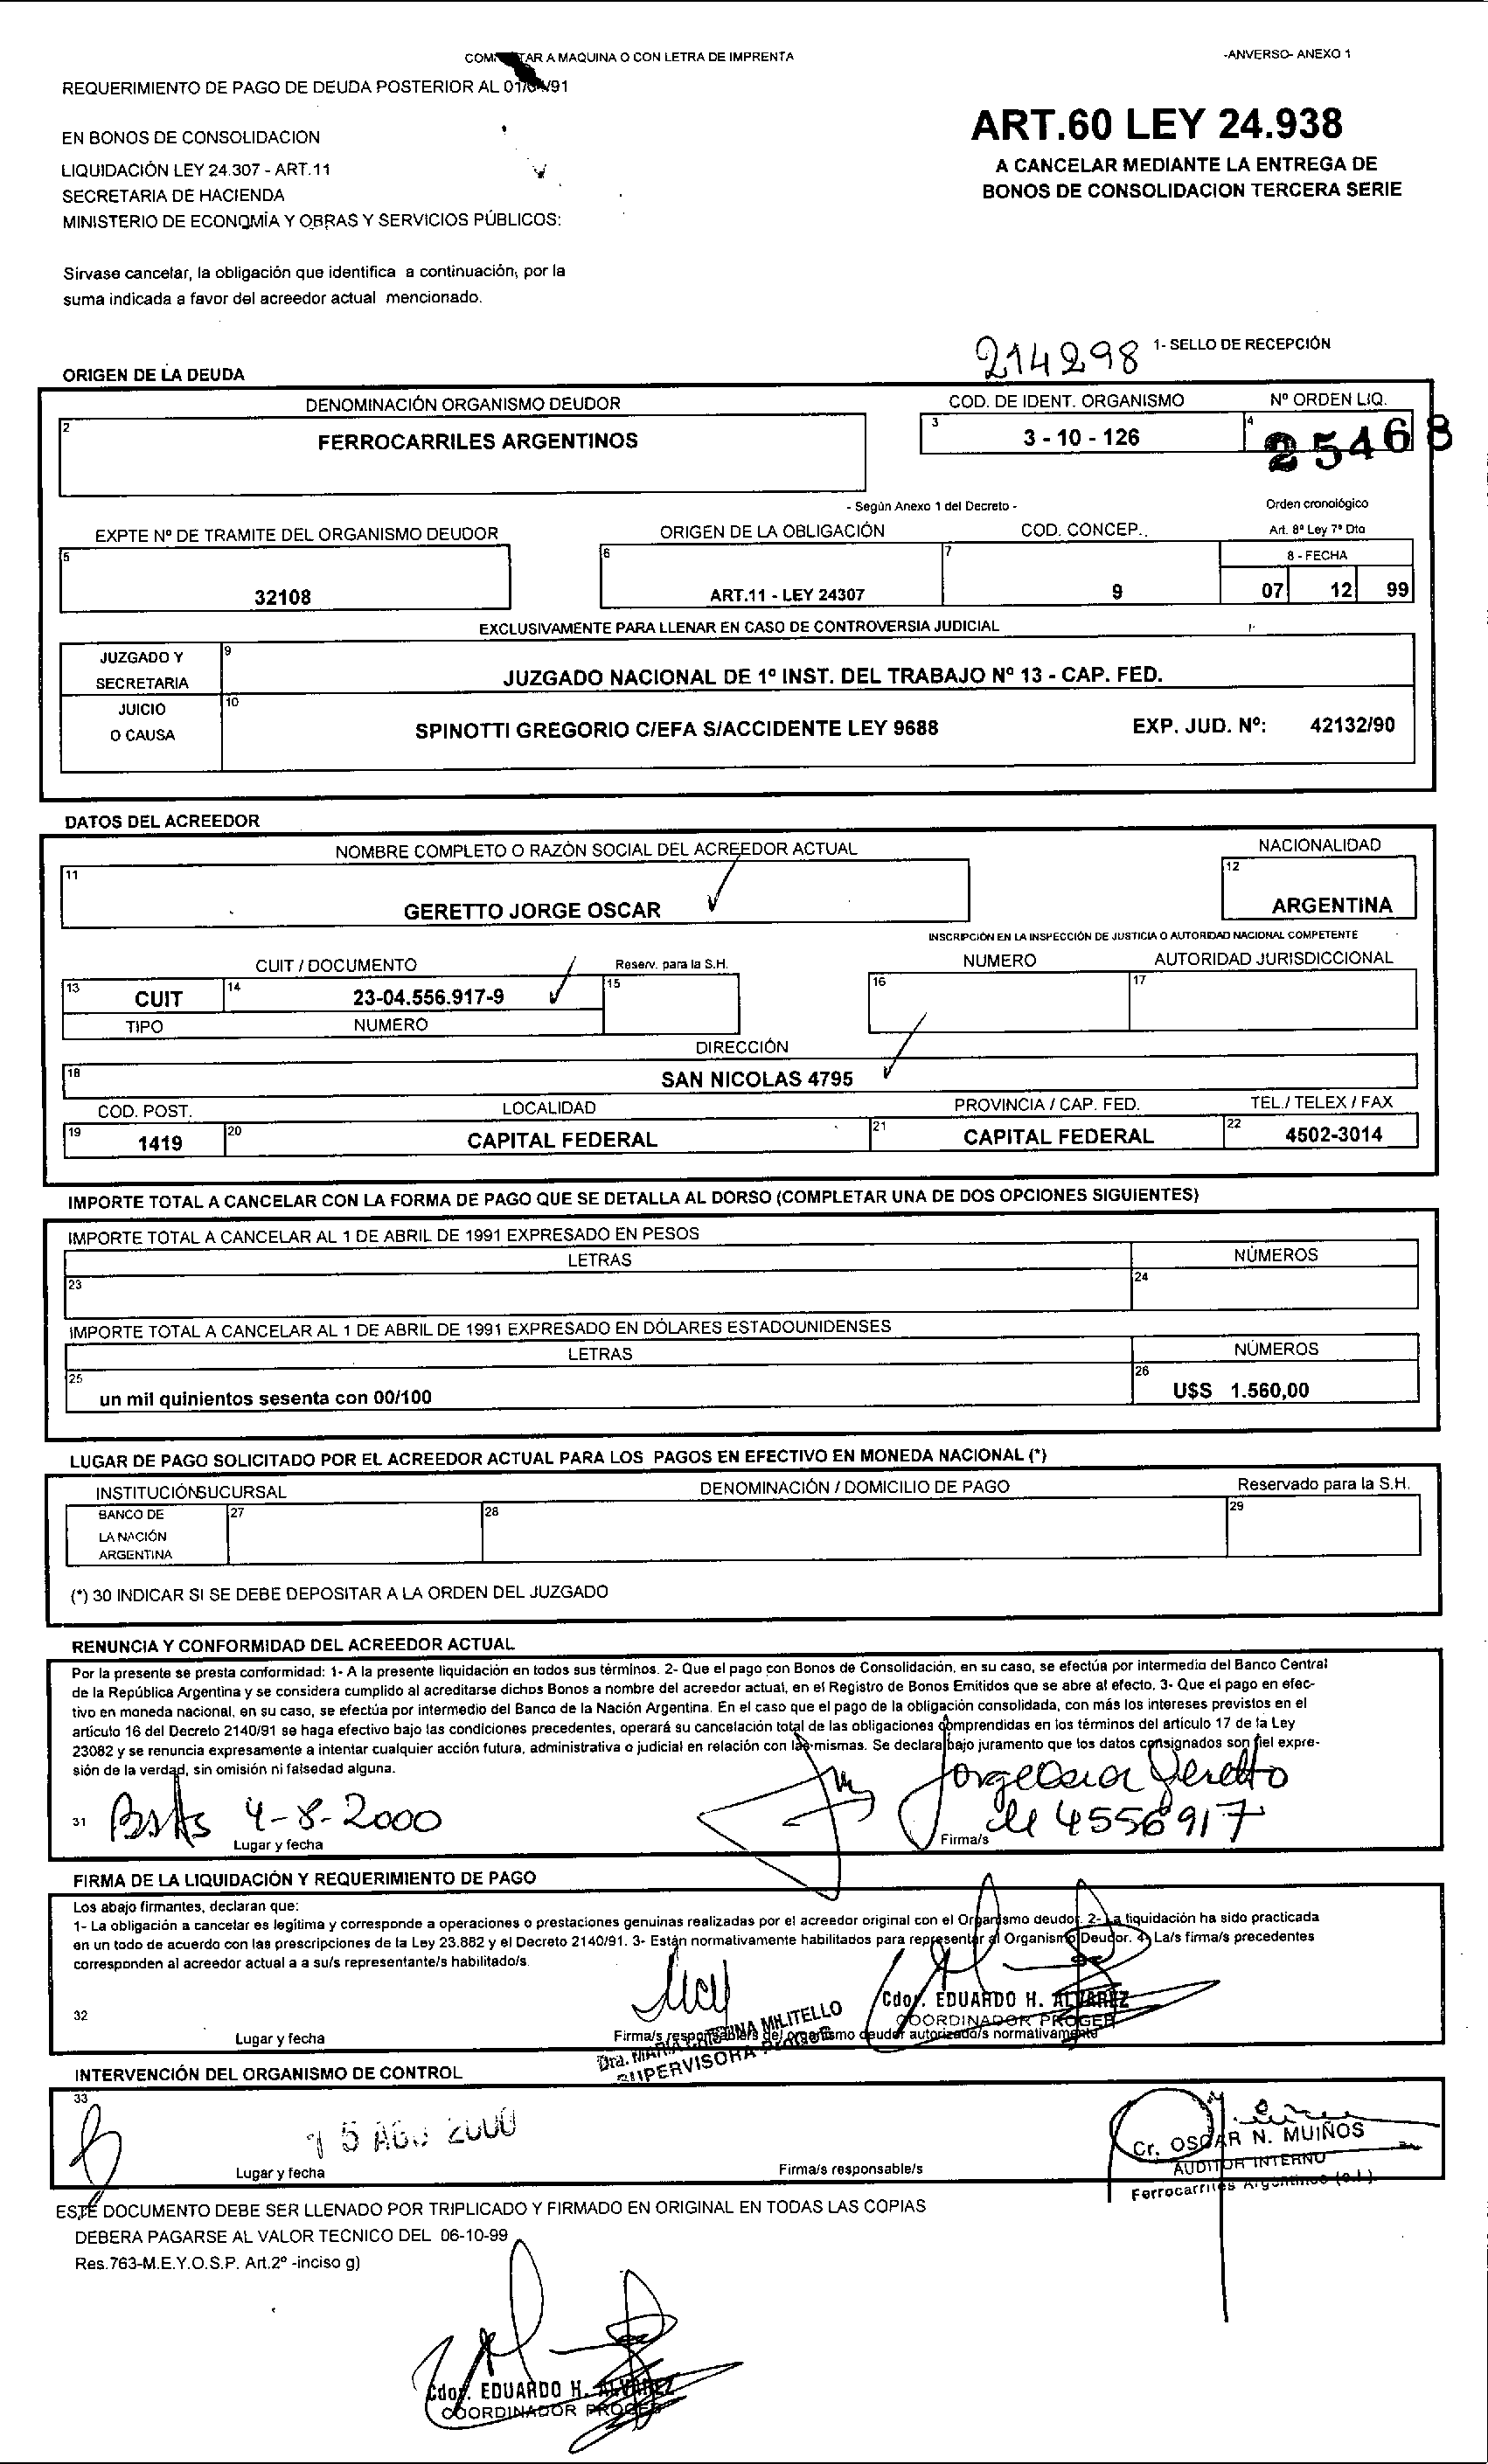 A MAQUINA O CON LETRA DE IMPRENTA
-ANVERSO- ANEXO 1
REQUERIMIENTO DE PAGO DE DEUDA POSTERIOR AL
EN BONOS DE CONSOLIDACION
LIQUIDACIÓN LEY 24.307 - ART.11
SECRETARIA DE HACIENDA
MINISTERIO DE ECONOMÍA Y OBRAS Y SERVICIOS PÚBLICOS:
ART.60 LEY 24.938
A CANCELAR MEDIANTE LA ENTREGA DE
BONOS DE CONSOLIDACION TERCERA SERIE
Sirvase cancelar, la obligación que identifica a continuación, por la
suma indicada a favor del acreedor actual mencionado.
214298 1- SELLO DE RECEPCIÓN
ORIGEN DE LA DEUDA
DENOMINACIÓN ORGANISMO DEUDOR COD. DE IDENT. ORGANISMO Nº ORDEN LIQ.
2 FERROCARRILES ARGENTINOS 3 3 - 10 - 126 4 25468
- Según Anexo 1 del Decreto - Orden cronológico
EXPTE Nº DE TRAMITE DEL ORGANISMO DEUDOR ORIGEN DE LA OBLIGACIÓN COD. CONCEP.. Art. 8º Ley 7º Dto
5 32108 6 ART.11 - LEY 24307 7 9 8 - FECHA
07 12 99
EXCLUSIVAMENTE PARA LLENAR EN CASO DE CONTROVERSIA JUDICIAL
JUZGADO Y SECRETARIA 9 JUZGADO NACIONAL DE 1º INST. DEL TRABAJO Nº 13 - CAP. FED.
JUICIO O CAUSA 10 SPINOTTI GREGORIO C/EFA S/ACCIDENTE LEY 9688 EXP. JUD. Nº: 42132/90
DATOS DEL ACREEDOR
NOMBRE COMPLETO O RAZÓN SOCIAL DEL ACREEDOR ACTUAL NACIONALIDAD
11 GERETTO JORGE OSCAR 12 ARGENTINA
INSCRIPCIÓN EN LA INSPECCIÓN DE JUSTICIA O AUTORIDAD NACIONAL COMPETENTE
CUIT / DOCUMENTO Reserv. para la S.H. NUMERO AUTORIDAD JURISDICCIONAL
13 CUIT 14 23-04.556.917-9 15 16 17
TIPO NUMERO
DIRECCIÓN
18 SAN NICOLAS 4795
COD. POST. LOCALIDAD PROVINCIA / CAP. FED. TEL./ TELEX / FAX
19 1419 20 CAPITAL FEDERAL 21 CAPITAL FEDERAL 22 4502-3014
IMPORTE TOTAL A CANCELAR CON LA FORMA DE PAGO QUE SE DETALLA AL DORSO (COMPLETAR UNA DE DOS OPCIONES SIGUIENTES)
IMPORTE TOTAL A CANCELAR AL 1 DE ABRIL DE 1991 EXPRESADO EN PESOS
LETRAS NÚMEROS
23 24
IMPORTE TOTAL A CANCELAR AL 1 DE ABRIL DE 1991 EXPRESADO EN DÓLARES ESTADOUNIDENSES
LETRAS NÚMEROS
25 un mil quinientos sesenta con 00/100 26 U$S 1.560,00
LUGAR DE PAGO SOLICITADO POR EL ACREEDOR ACTUAL PARA LOS PAGOS EN EFECTIVO EN MONEDA NACIONAL (*)
INSTITUCIÓN SUCURSAL DENOMINACIÓN / DOMICILIO DE PAGO Reservado para la S.H.
BANCO DE LA NACIÓN ARGENTINA 27 28 29
(*) 30 INDICAR SI SE DEBE DEPOSITAR A LA ORDEN DEL JUZGADO
RENUNCIA Y CONFORMIDAD DEL ACREEDOR ACTUAL
Por la presente se presta conformidad: 1- A la presente liquidación en todos sus términos. 2- Que el pago con Bonos de Consolidación, en su caso, se efectúa por intermedio del Banco Central
de la República Argentina y se considera cumplido al acreditarse dichos Bonos a nombre del acreedor actual, en el Registro de Bonos Emitidos que se abre al efecto. 3- Que el pago en efec-
tivo en moneda nacional, en su caso, se efectúa por intermedio del Banco de la Nación Argentina. En el caso que el pago de la obligación consolidada, con más los intereses previstos en el
artículo 16 del Decreto 2140/91 se haga efectivo bajo las condiciones precedentes, operará su cancelación total de las obligaciones comprendidas en los términos del artículo 17 de la Ley
23082 y se renuncia expresamente a intentar cualquier acción futura, administrativa o judicial en relación con las mismas. Se declara bajo juramento que los datos consignados son fiel expre-
sión de la verdad, sin omisión ni falsedad alguna.
31 Bs As 4-8-2000 Jorge Oscar Geretto
4556917
Lugar y fecha Firma/s
FIRMA DE LA LIQUIDACIÓN Y REQUERIMIENTO DE PAGO
Los abajo firmantes, declaran que:
1- La obligación a cancelar es legítima y corresponde a operaciones o prestaciones genuinas realizadas por el acreedor original con el Organismo deudor. 2- La liquidación ha sido practicada
en un todo de acuerdo con las prescripciones de la Ley 23.882 y el Decreto 2140/91. 3- Están normativamente habilitados para representar al Organismo Deudor. 4- La/s firma/s precedentes
corresponden al acreedor actual a a su/s representante/s habilitado/s.
Cdor. EDUARDO H. ALVAREZ
COORDINADOR PROGEP
32
Lugar y fecha Firma/s responsable/s del organismo deudor autorizado/s normativamente
Dra. MARIA CRISTINA MILITELLO
SUPERVISORA
INTERVENCIÓN DEL ORGANISMO DE CONTROL
33 15 AGO 2000
Lugar y fecha Firma/s responsable/s
Cr. OSCAR N. MUIÑOS
AUDITOR INTERNO
Ferrocarriles Argentinos (e.l.)
ESTE DOCUMENTO DEBE SER LLENADO POR TRIPLICADO Y FIRMADO EN ORIGINAL EN TODAS LAS COPIAS
DEBERA PAGARSE AL VALOR TECNICO DEL 06-10-99
Res.763-M.E.Y.O.S.P. Art.2º -inciso g)
Cdor. EDUARDO H. ALVAREZ
COORDINADOR PROGEP